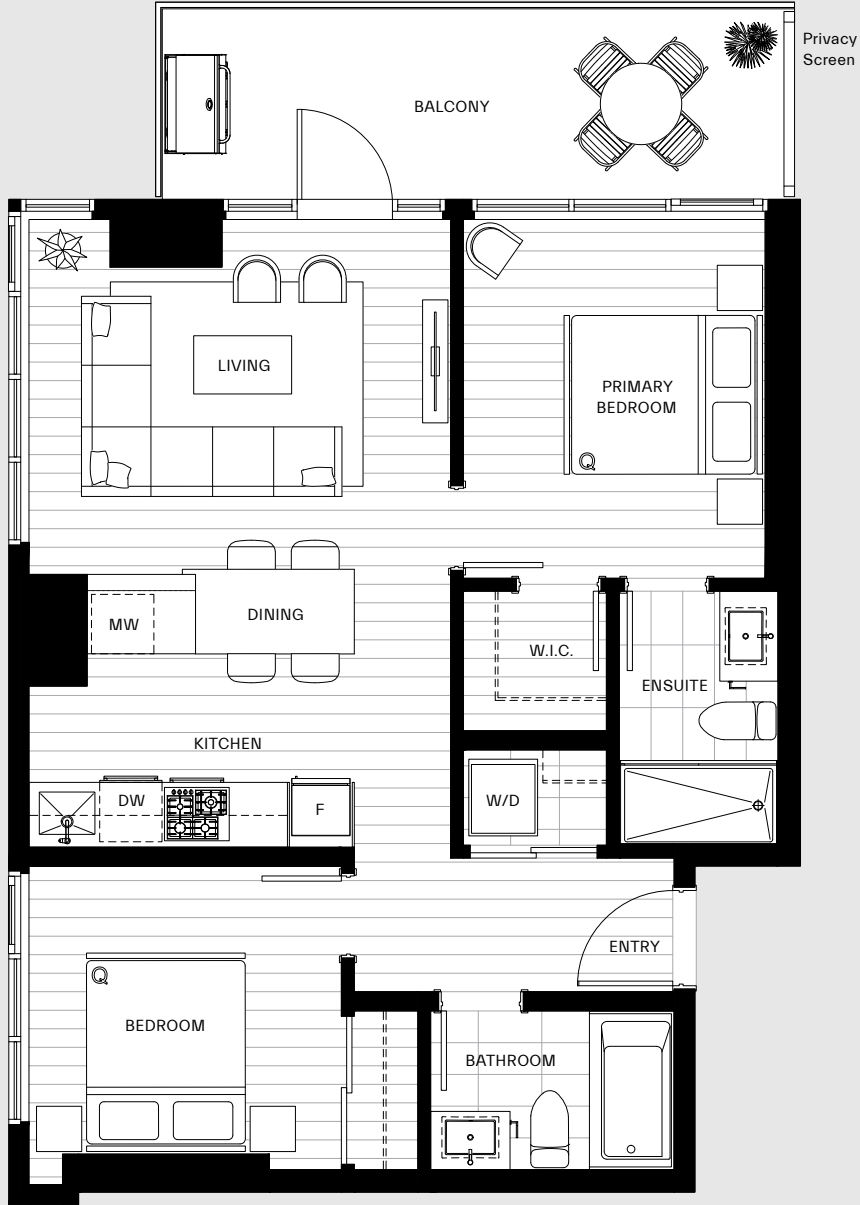 Privacy
Screen
BALCONY
LIVING
PRIMARY
BEDROOM
MW
DINING
W.I.C.
ENSUITE
KITCHEN
DW
F
W/D
ENTRY
BEDROOM
BATHROOM